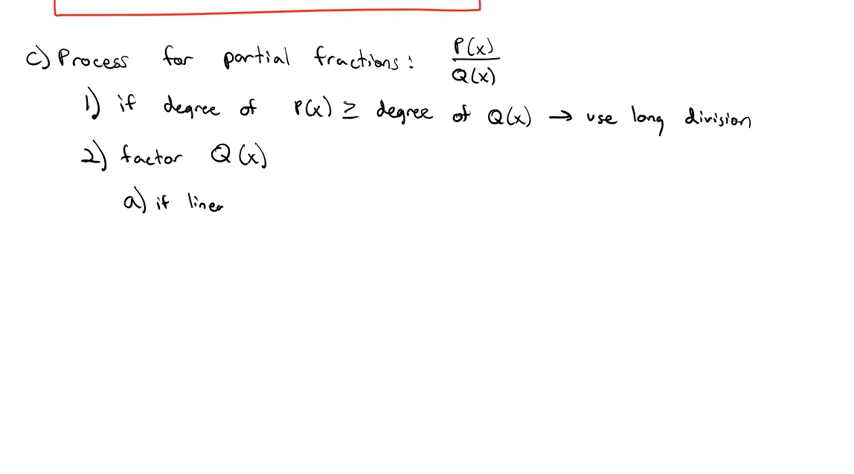 c) Process for partial fractions: P(x)/Q(x)
1) if degree of P(x) ≥ degree of Q(x) → use long division
2) factor Q(x)
a) if linea